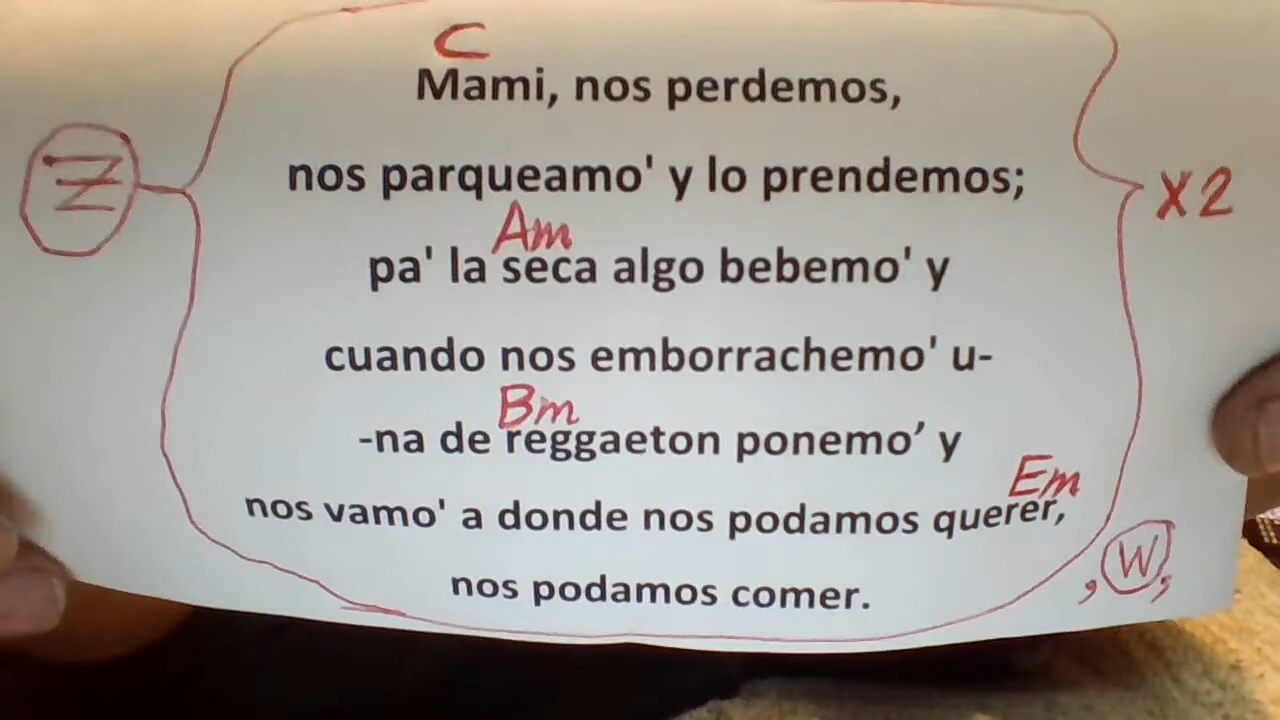 C
Mami, nos perdemos,
Z
nos parqueamo' y lo prendemos;
X2
Am
pa' la seca algo bebemo' y
cuando nos emborrachemo' u-
Bm
-na de reggaeton ponemo’ y
Em
nos vamo' a donde nos podamos querer,
, W,
nos podamos comer.